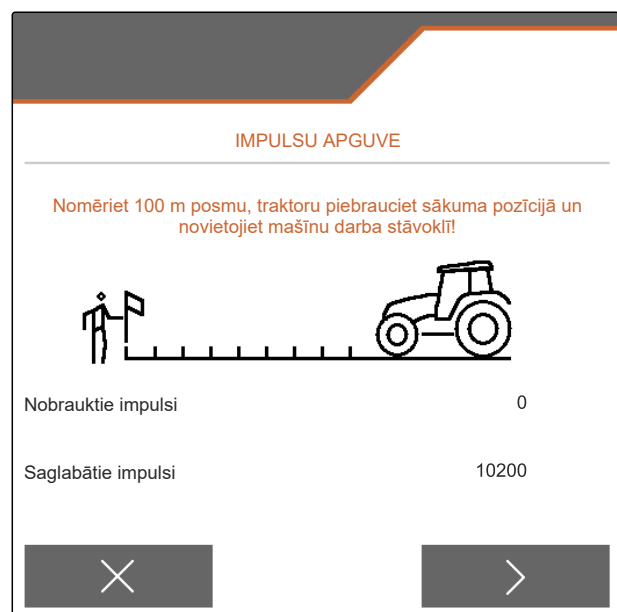 IMPULSU APGUVE
Nomēriet 100 m posmu, traktoru piebrauciet sākuma pozīcijā un
novietojiet mašīnu darba stāvoklī!
Nobrauktie impulsi 0
Saglabātie impulsi 10200